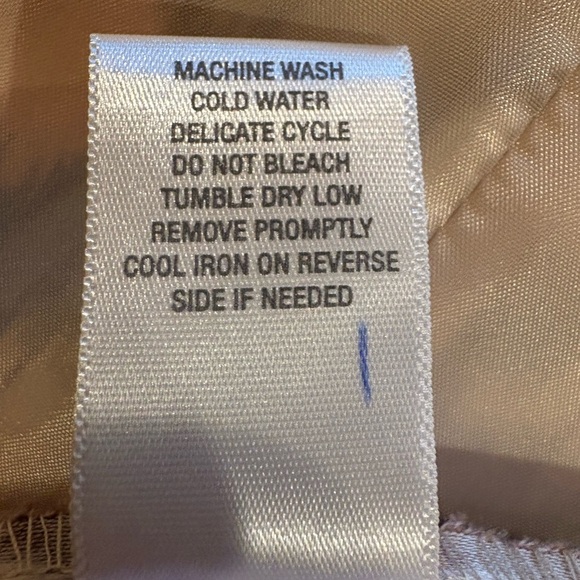 MACHINE WASH
COLD WATER
DELICATE CYCLE
DO NOT BLEACH
TUMBLE DRY LOW
REMOVE PROMPTLY
COOL IRON ON REVERSE
SIDE IF NEEDED